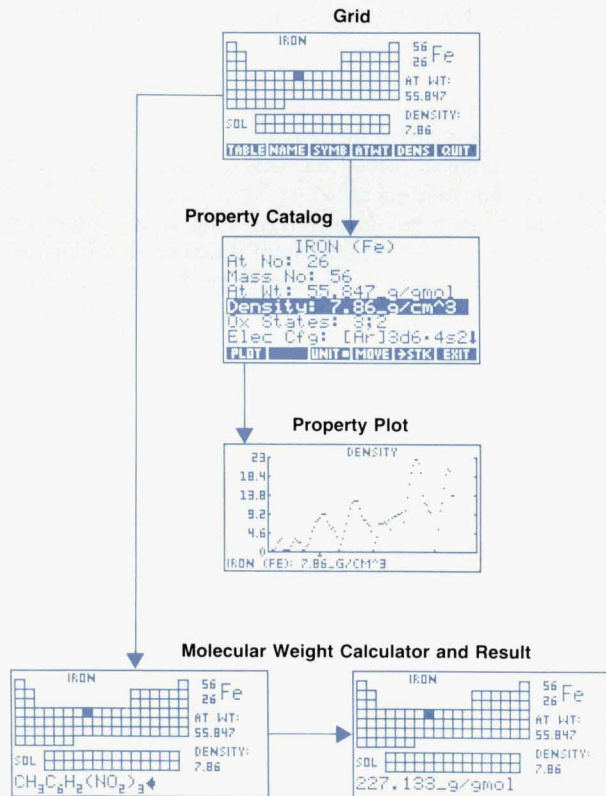 Grid
IRON
56
26 Fe
AT WT:
55.847
DENSITY:
7.86
SOL
TABLE NAME SYMB ATWT DENS QUIT
Property Catalog
IRON (Fe)
At No: 26
Mass No: 56
At Wt: 55.847_g/gmol
Density: 7.86_g/cm^3
Ox States: 3;2
Elec Cfg: [Ar]3d6·4s2↓
PLOT UNIT▪ MOVE →STK EXIT
Property Plot
DENSITY
23
18.4
13.8
9.2
4.6
0
IRON (FE): 7.86_G/CM^3
Molecular Weight Calculator and Result
IRON
56
26 Fe
AT WT:
55.847
DENSITY:
7.86
SOL
CH₃C₆H₂(NO₂)₃◆
IRON
56
26 Fe
AT WT:
55.847
DENSITY:
7.86
SOL
227.133_g/gmol